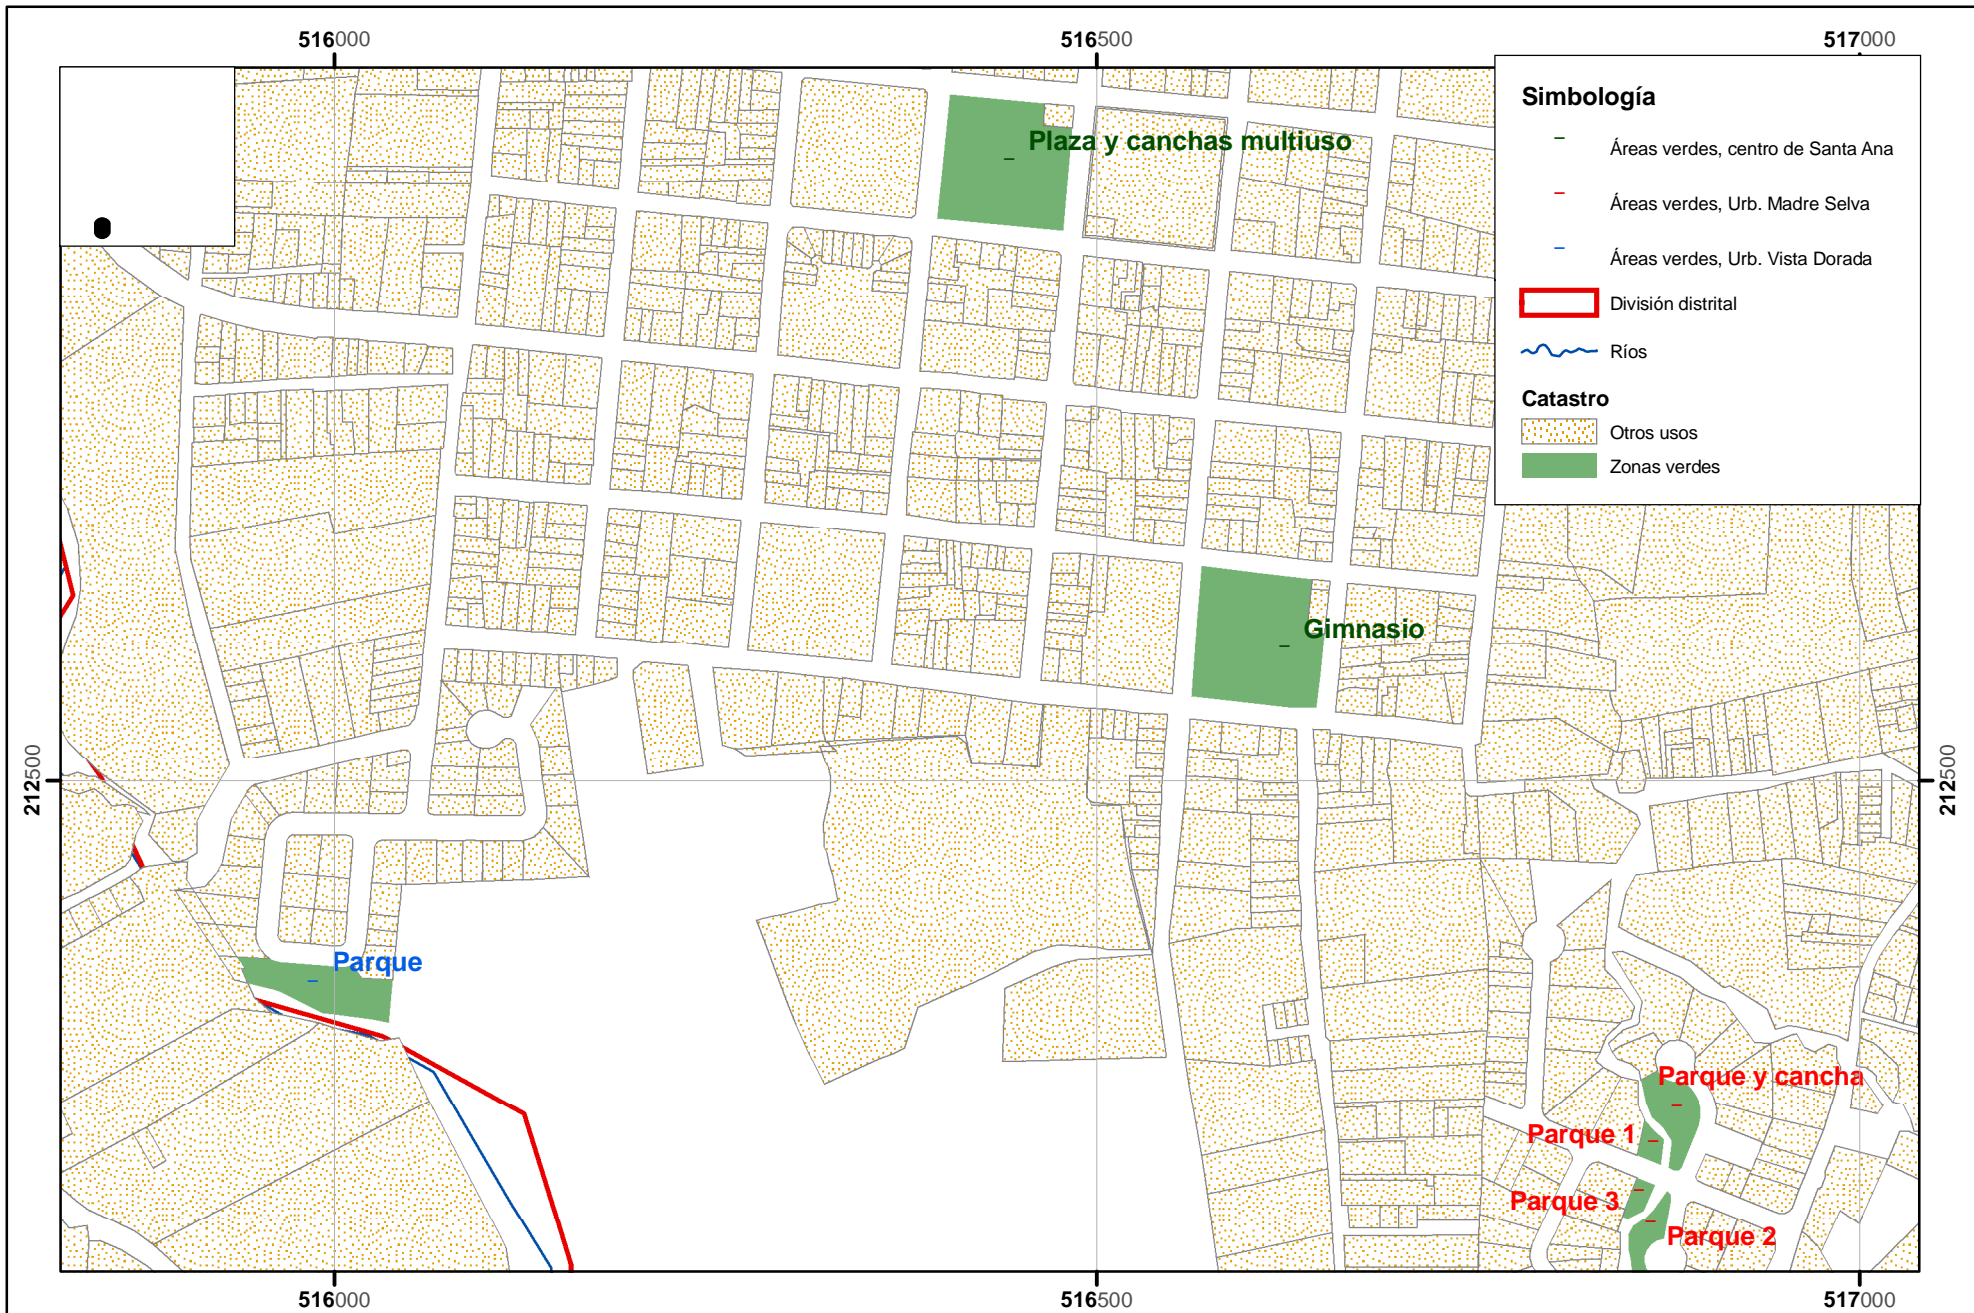 516000
516500
517000
Simbología
Áreas verdes, centro de Santa Ana
Áreas verdes, Urb. Madre Selva
Áreas verdes, Urb. Vista Dorada
División distrital
Ríos
Catastro
Otros usos
Zonas verdes
Plaza y canchas multiuso
Gimnasio
212500
212500
Parque
Parque y cancha
Parque 1
Parque 3
Parque 2
516000
516500
517000